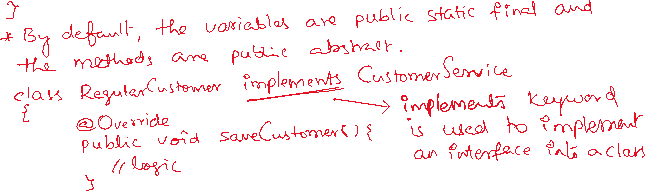 }
* By default, the variables are public static final and
the methods are public abstract.
class RegularCustomer implements CustomerService
{
@Override
public void saveCustomer() {
// logic
}
implements keyword
is used to implement
an interface into a class